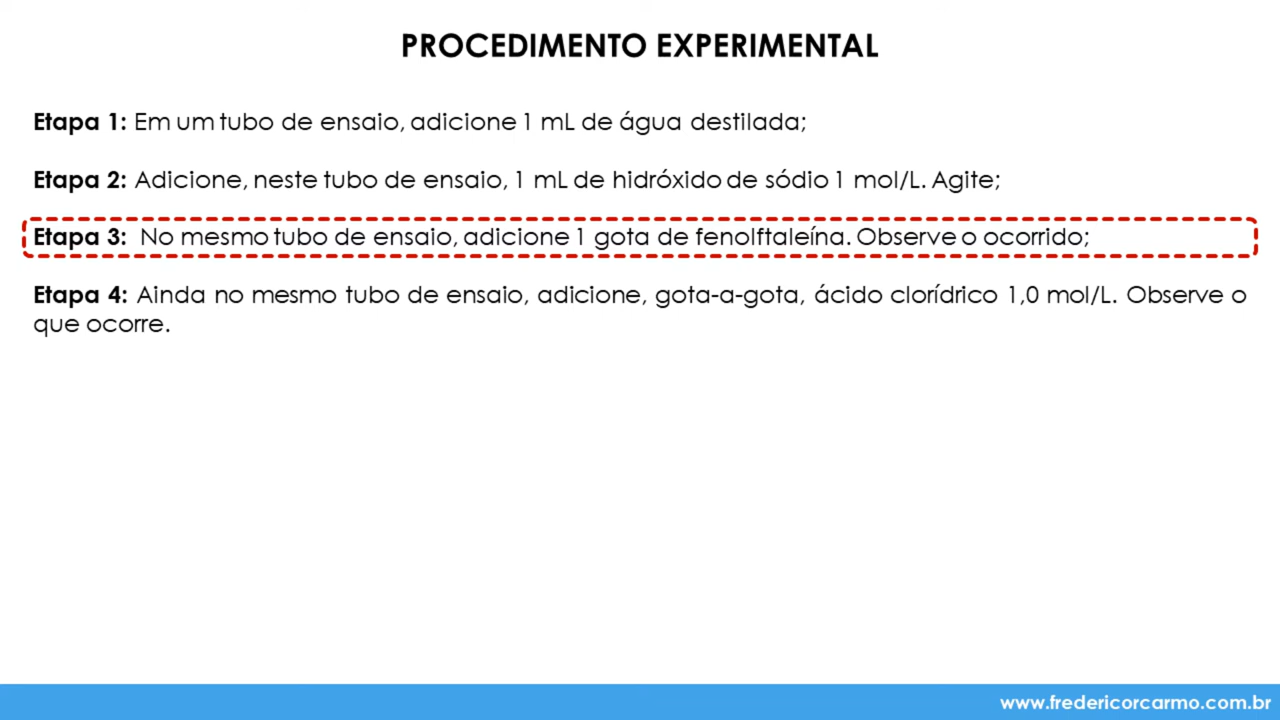 PROCEDIMENTO EXPERIMENTAL
Etapa 1: Em um tubo de ensaio, adicione 1 mL de água destilada;
Etapa 2: Adicione, neste tubo de ensaio, 1 mL de hidróxido de sódio 1 mol/L. Agite;
Etapa 3: No mesmo tubo de ensaio, adicione 1 gota de fenolftaleína. Observe o ocorrido;
Etapa 4: Ainda no mesmo tubo de ensaio, adicione, gota-a-gota, ácido clorídrico 1,0 mol/L. Observe o
que ocorre.
www.fredericorcarmo.com.br